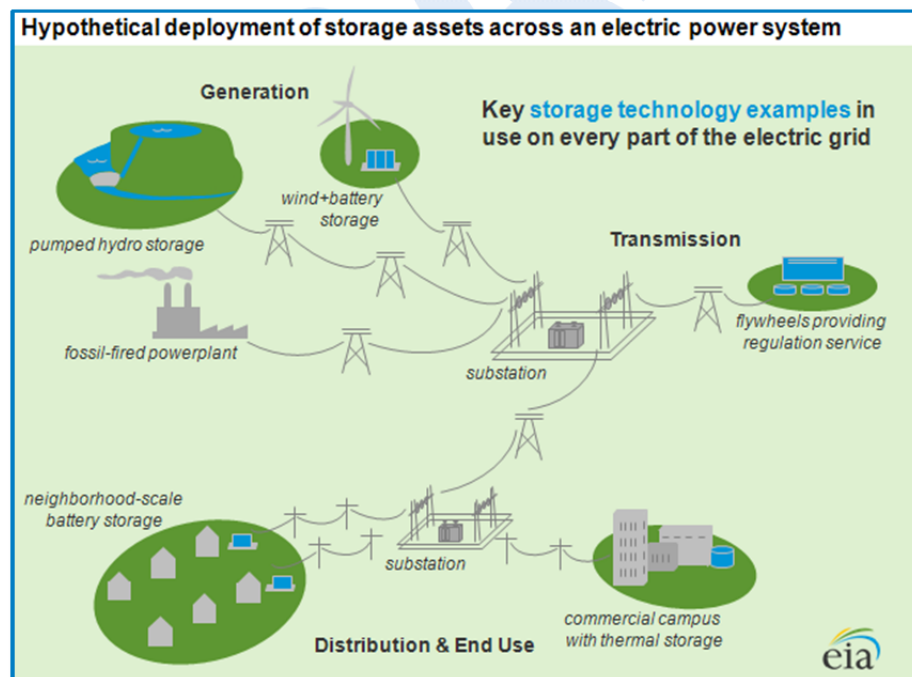 Hypothetical deployment of storage assets across an electric power system
Generation
Key storage technology examples in
use on every part of the electric grid
wind+battery
storage
pumped hydro storage
Transmission
fossil-fired powerplant
flywheels providing
regulation service
substation
neighborhood-scale
battery storage
substation
commercial campus
with thermal storage
Distribution & End Use
eia